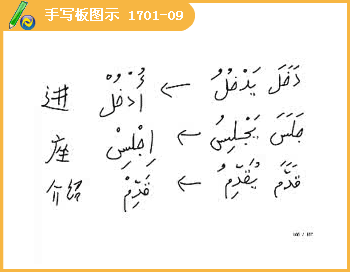 手写板图示 1701-09
دَخَلَ يَدْخُلُ ← أُدْخُلْ 进
جَلَسَ يَجْلِسُ ← اِجْلِسْ 座
قَدَّمَ يُقَدِّمُ ← قَدِّمْ 介绍